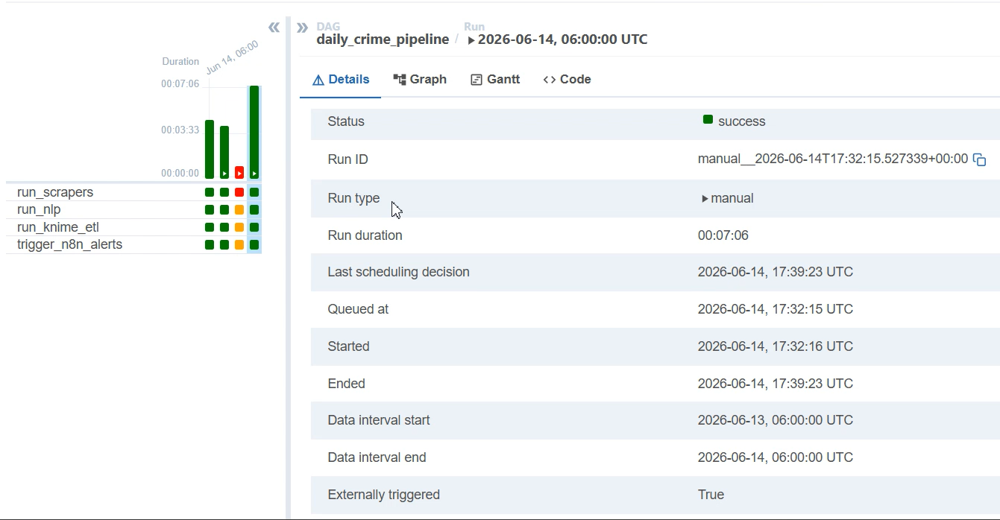 Duration
Jun 14, 06:00
00:07:06
00:03:33
00:00:00
run_scrapers
run_nlp
run_knime_etl
trigger_n8n_alerts
DAG
daily_crime_pipeline
/
Run
2026-06-14, 06:00:00 UTC
Details
Graph
Gantt
Code
Status success
Run ID manual__2026-06-14T17:32:15.527339+00:00
Run type manual
Run duration 00:07:06
Last scheduling decision 2026-06-14, 17:39:23 UTC
Queued at 2026-06-14, 17:32:15 UTC
Started 2026-06-14, 17:32:16 UTC
Ended 2026-06-14, 17:39:23 UTC
Data interval start 2026-06-13, 06:00:00 UTC
Data interval end 2026-06-14, 06:00:00 UTC
Externally triggered True